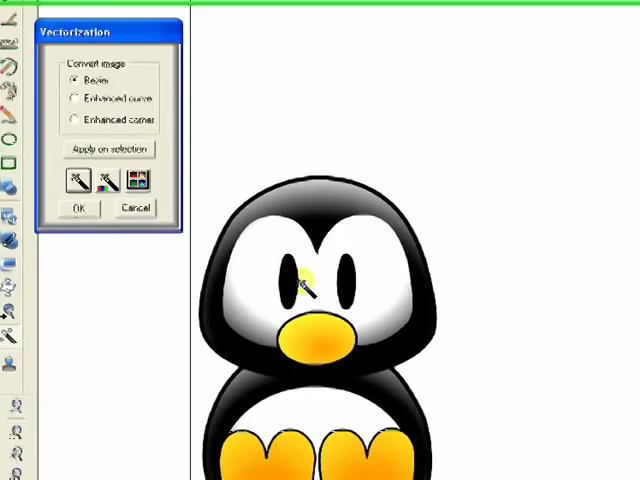 Vectorization
Convert image
Bezier
Enhanced curve
Enhanced corner
Apply on selection
OK
Cancel